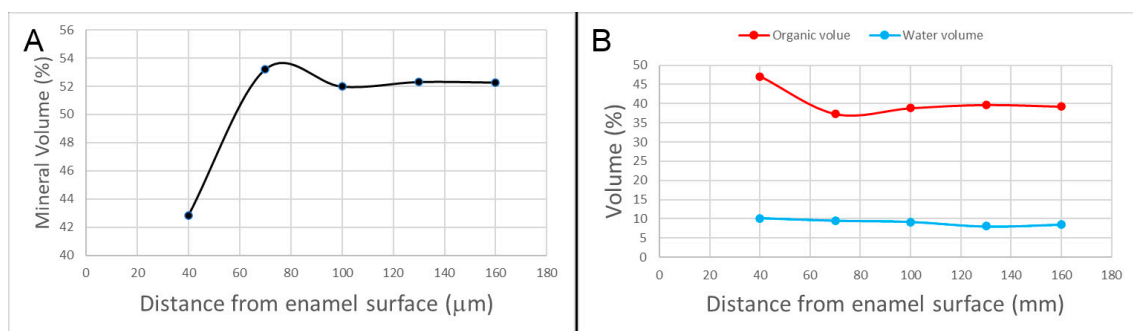 A
Mineral Volume (%)
56
54
52
50
48
46
44
42
40
0 20 40 60 80 100 120 140 160 180
Distance from enamel surface (μm)
B
Organic volue Water volume
Volume (%)
50
45
40
35
30
25
20
15
10
5
0
0 20 40 60 80 100 120 140 160 180
Distance from enamel surface (mm)